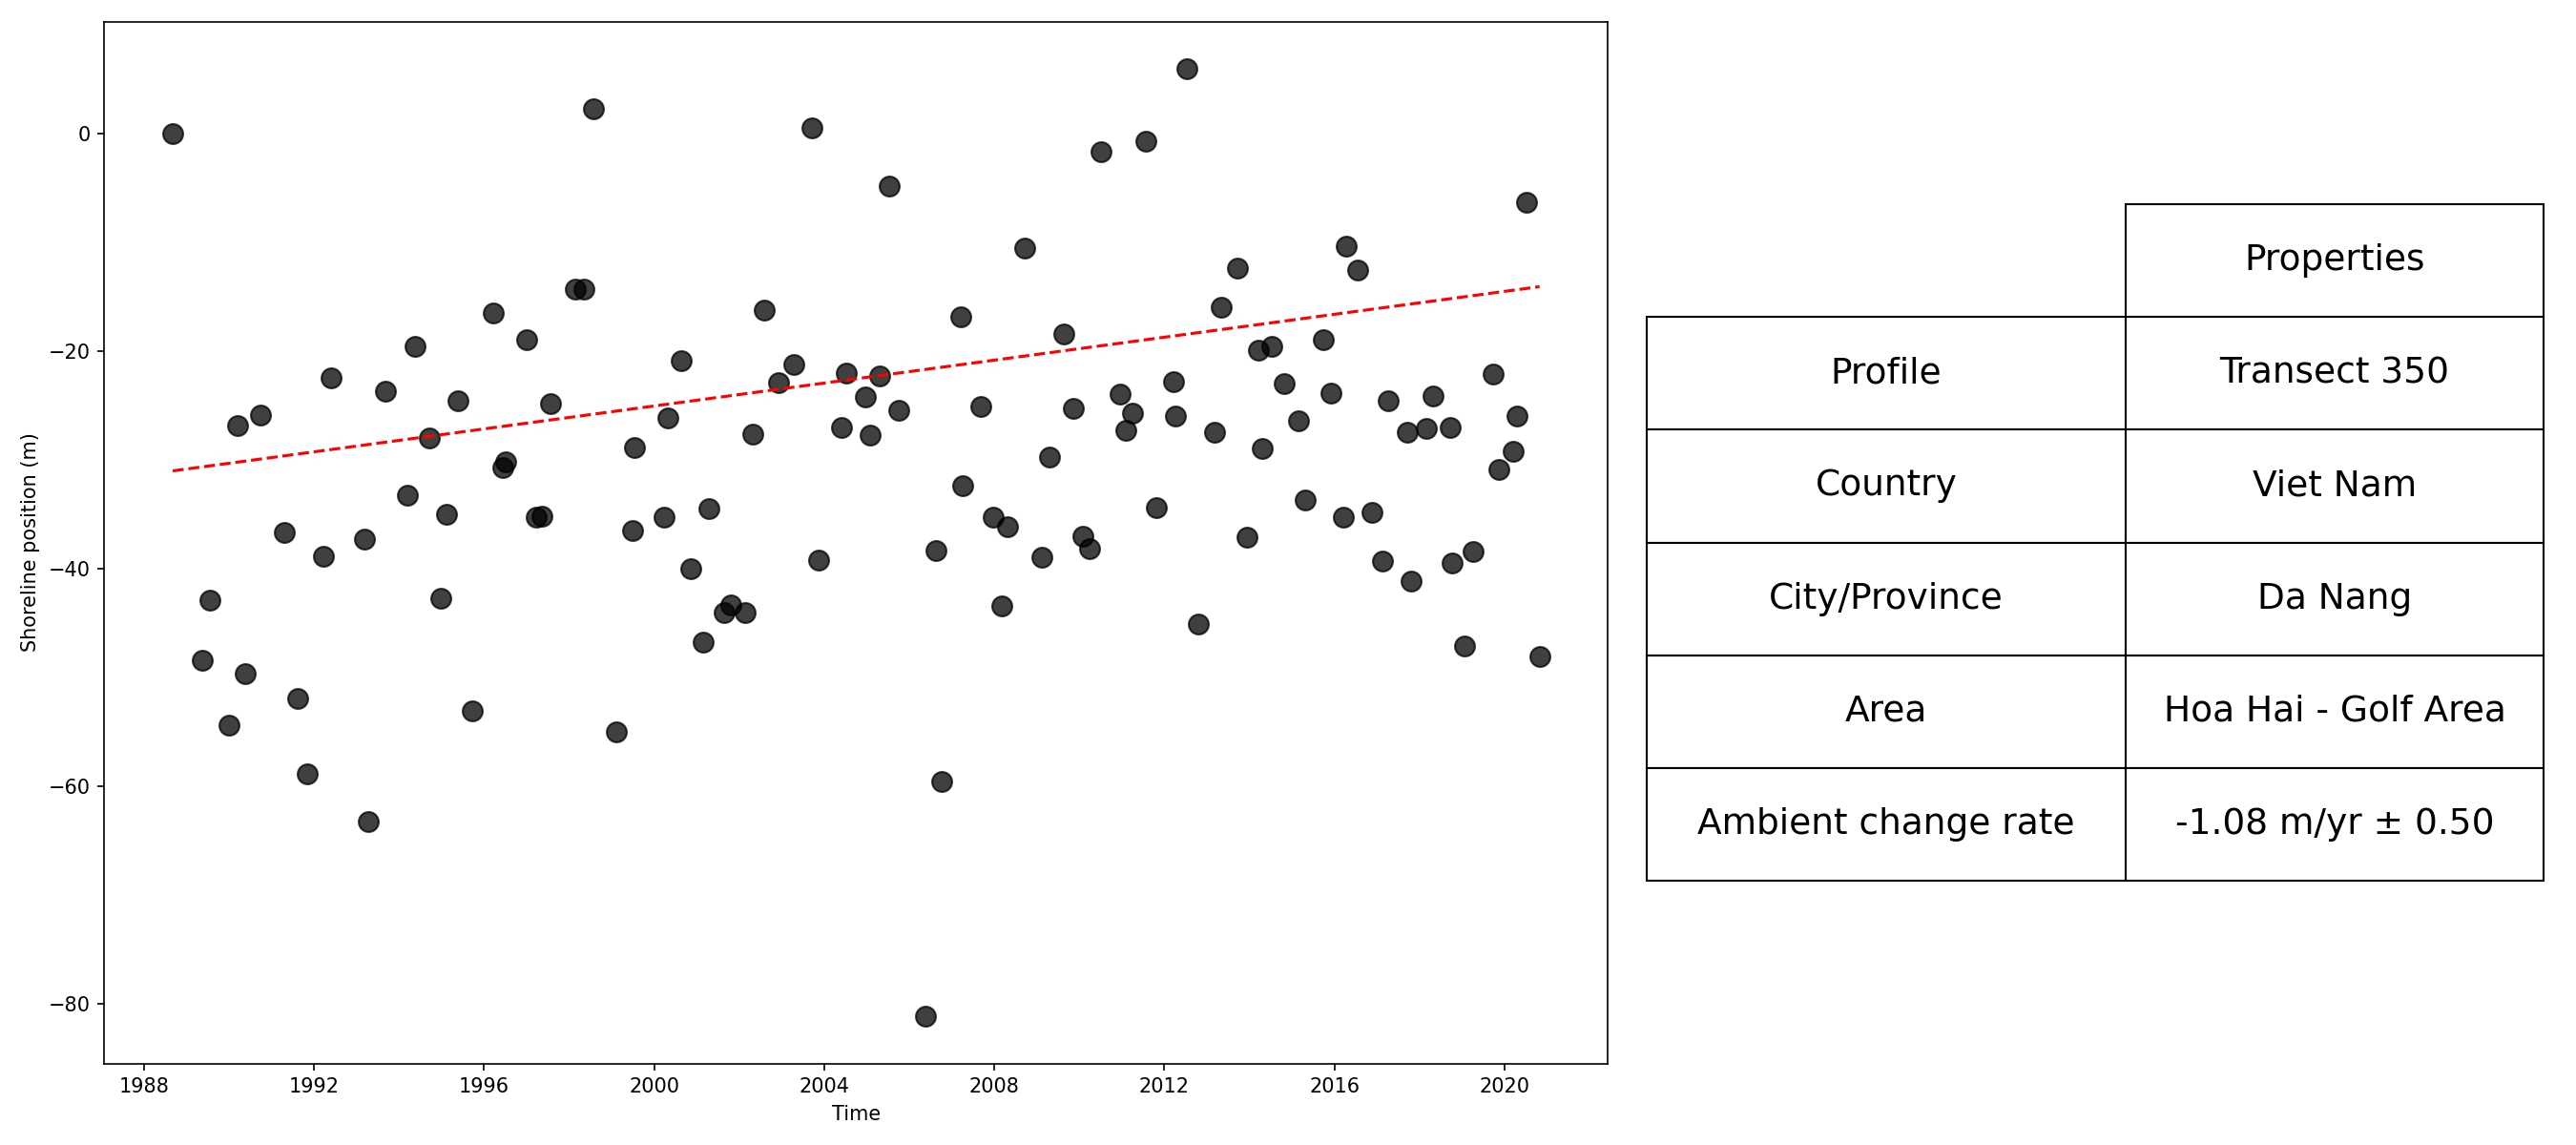 Shoreline position (m)
0
−20
−40
−60
−80
1988 1992 1996 2000 2004 2008 2012 2016 2020
Time
Properties
Profile Transect 350
Country Viet Nam
City/Province Da Nang
Area Hoa Hai - Golf Area
Ambient change rate -1.08 m/yr ± 0.50